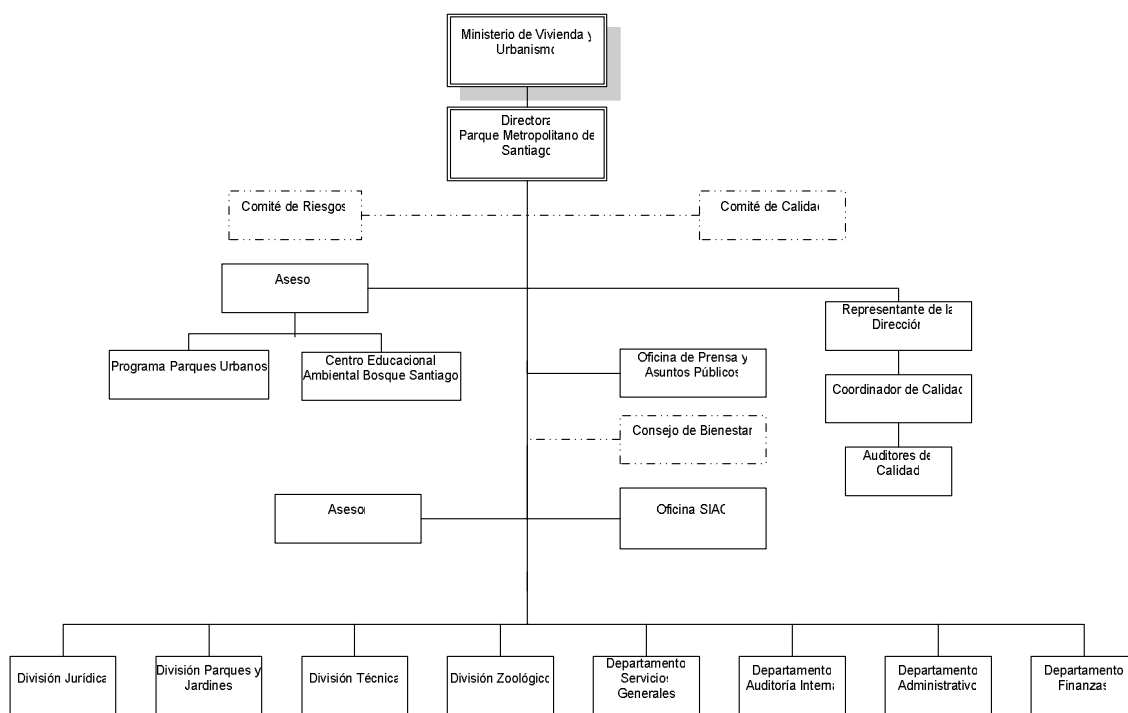 Ministerio de Vivienda y
Urbanismo
Directora
Parque Metropolitano de
Santiago
Comité de Riesgos
Comité de Calidad
Aseso
Representante de la
Dirección
Programa Parques Urbanos
Centro Educacional
Ambiental Bosque Santiago
Oficina de Prensa y
Asuntos Públicos
Coordinador de Calidad
Consejo de Bienestar
Auditores de
Calidad
Asesor
Oficina SIAC
División Jurídica
División Parques y
Jardines
División Técnica
División Zoológico
Departamento
Servicios
Generales
Departamento
Auditoría Interna
Departamento
Administrativo
Departamento
Finanzas